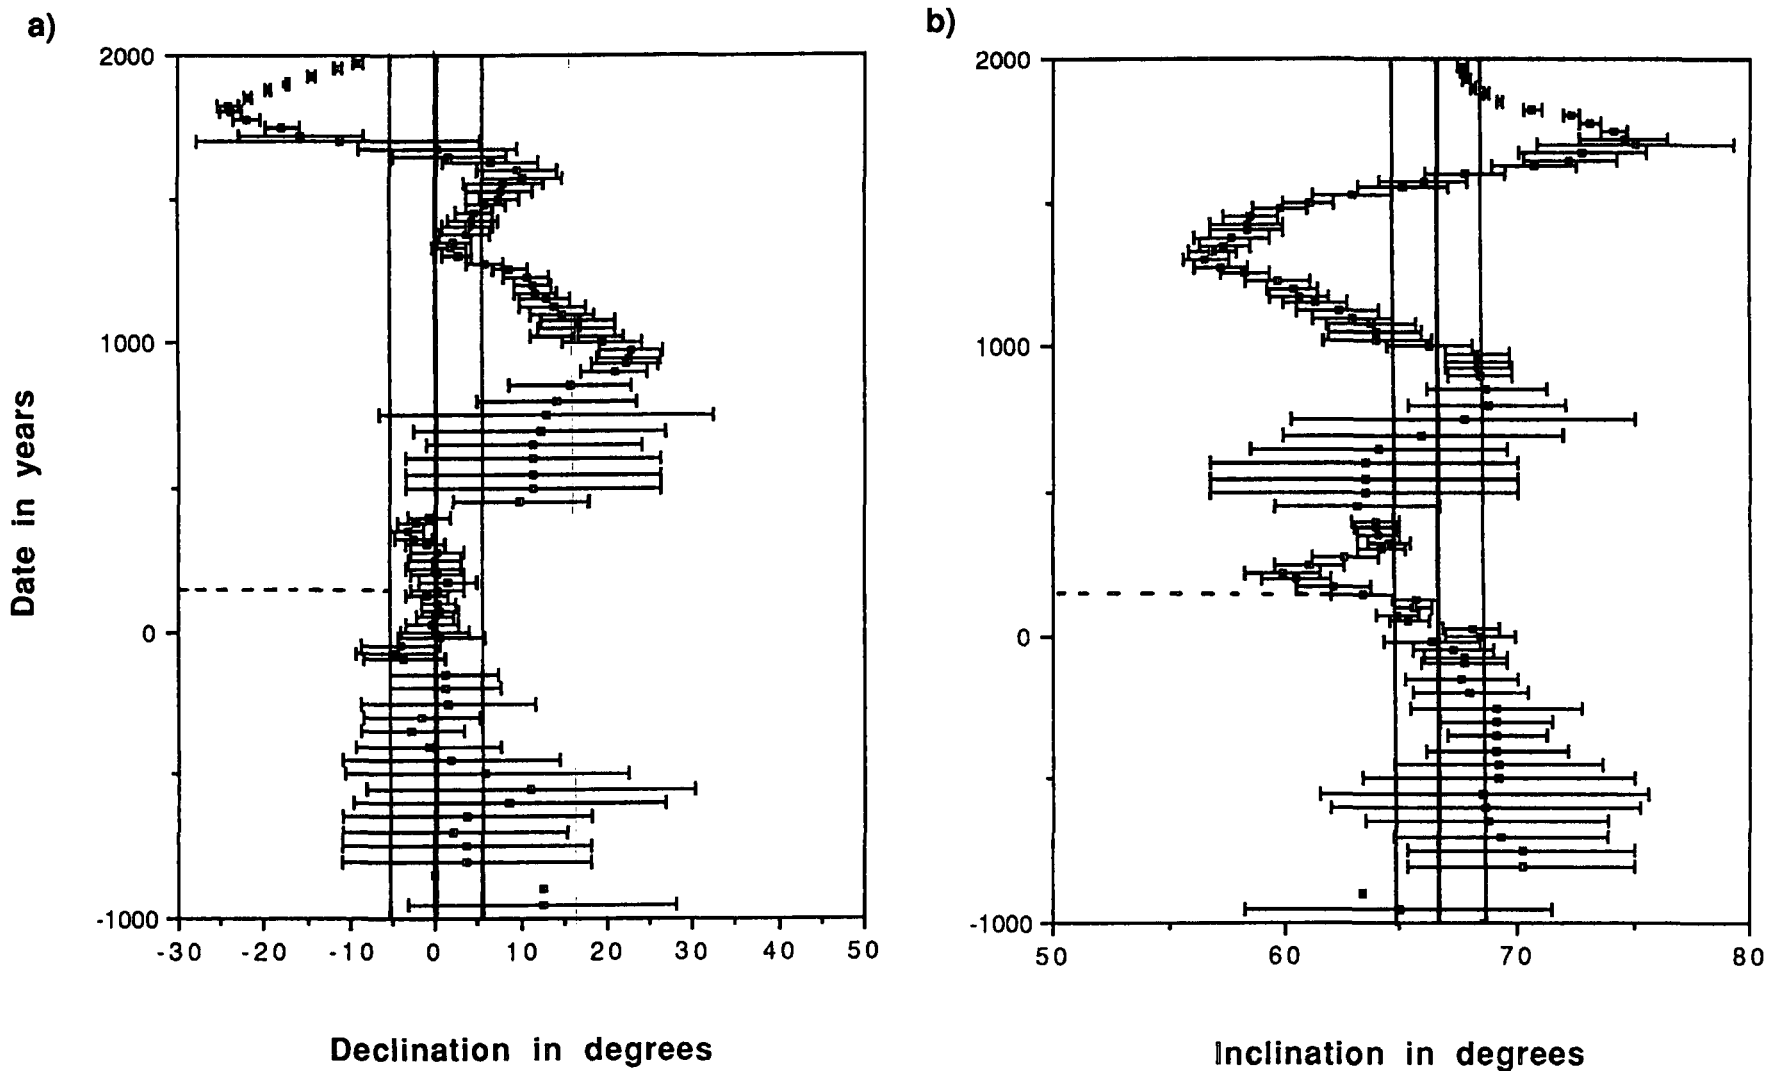 a)
2000
1000
0
-1000
-30 -20 -10 0 10 20 30 40 50
Date in years
Declination in degrees
b)
2000
1000
0
-1000
50 60 70 80
Inclination in degrees